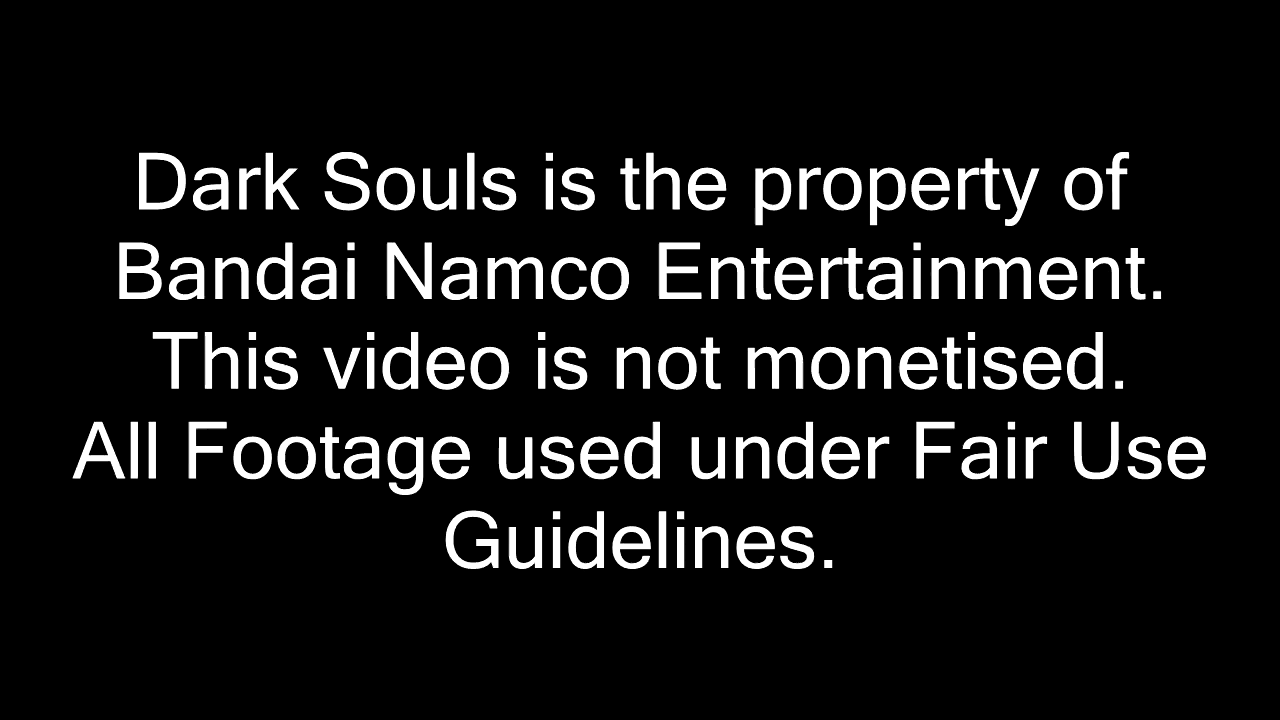 Dark Souls is the property of
Bandai Namco Entertainment.
This video is not monetised.
All Footage used under Fair Use
Guidelines.